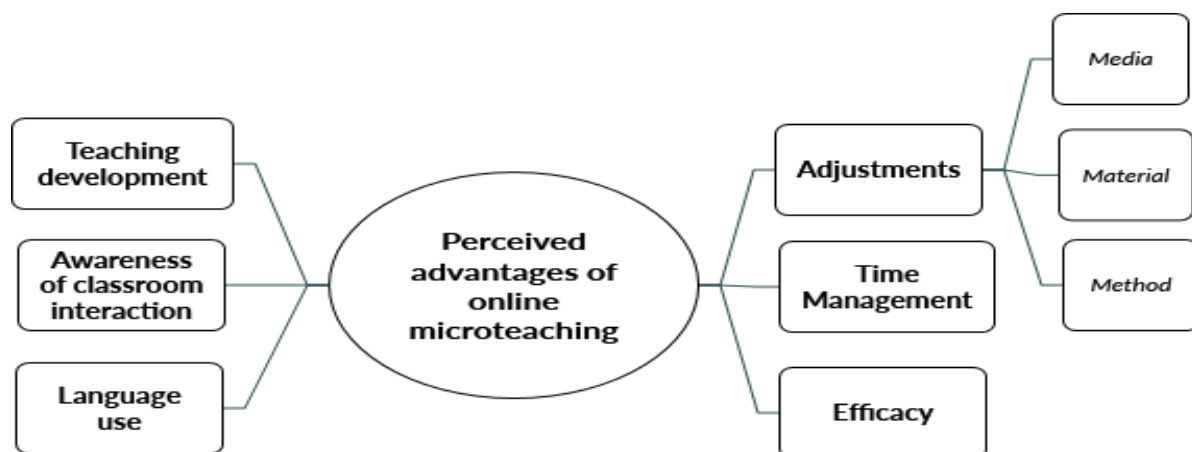 Teaching
development
Awareness
of classroom
interaction
Language
use
Perceived
advantages of
online
microteaching
Adjustments
Time
Management
Efficacy
Media
Material
Method